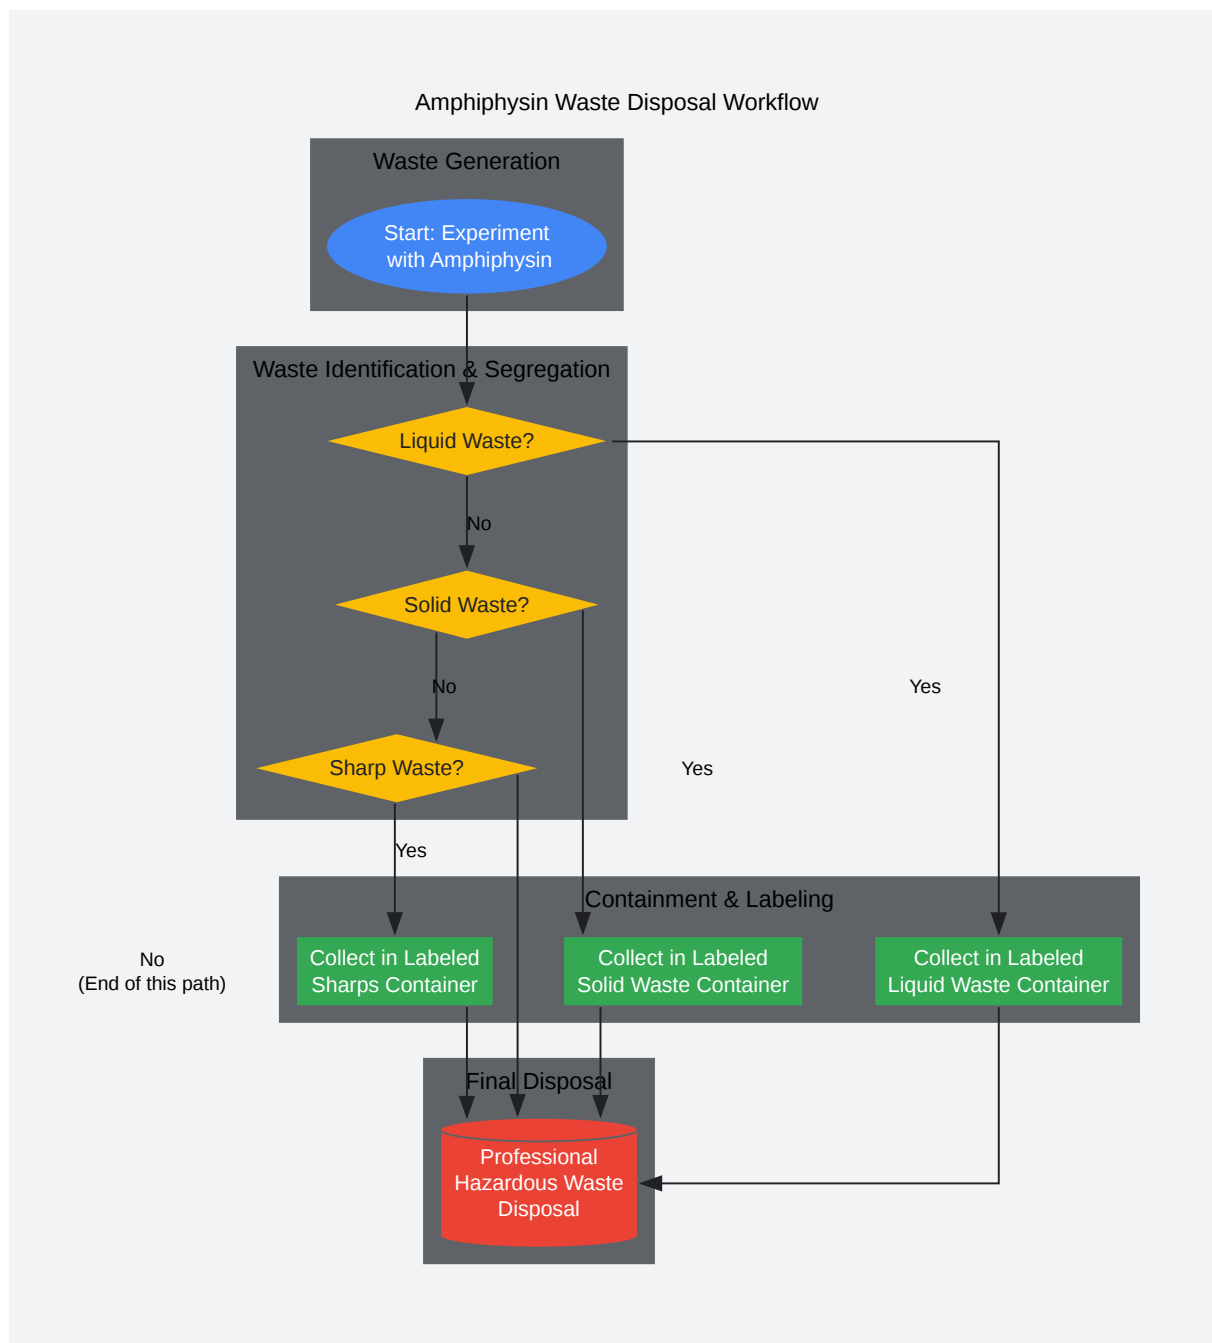 Amphiphysin Waste Disposal Workflow
Waste Generation
Start: Experiment
with Amphiphysin
Waste Identification & Segregation
Liquid Waste?
No
Solid Waste?
No
Yes
Sharp Waste?
Yes
Yes
Containment & Labeling
Collect in Labeled
Sharps Container
Collect in Labeled
Solid Waste Container
Collect in Labeled
Liquid Waste Container
No
(End of this path)
Final Disposal
Professional
Hazardous Waste
Disposal